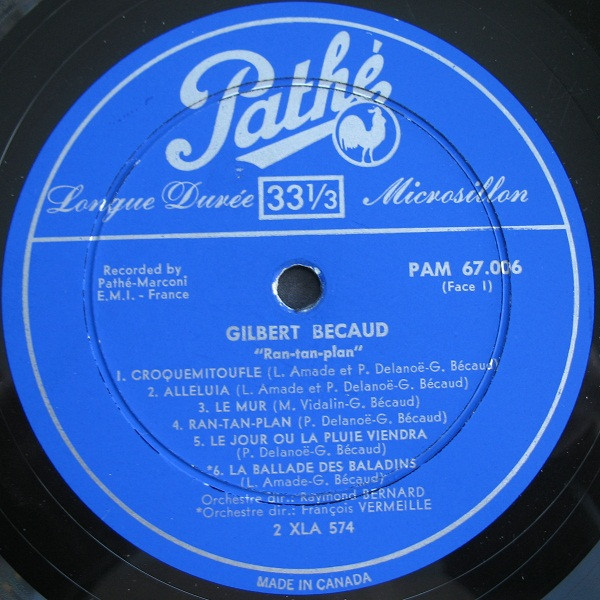 Pathé
Longue Durée 33 1/3 Microsillon
Recorded by
Pathé-Marconi
E.M.I. - France
PAM 67.006
(Face 1)
GILBERT BECAUD
"Ran-tan-plan"
1. CROQUEMITOUFLE (L. Amade et P. Delanoë-G. Bécaud)
2. ALLELUIA (L. Amade et P. Delanoë-G. Bécaud)
3. LE MUR (M. Vidalin-G. Bécaud)
4. RAN-TAN-PLAN (P. Delanoë-G. Bécaud)
5. LE JOUR OU LA PLUIE VIENDRA
(P. Delanoë-G. Bécaud)
*6. LA BALLADE DES BALADINS
(L. Amade-G. Bécaud)
Orchestre dir.: Raymond BERNARD
*Orchestre dir.: François VERMEILLE
2 XLA 574
MADE IN CANADA